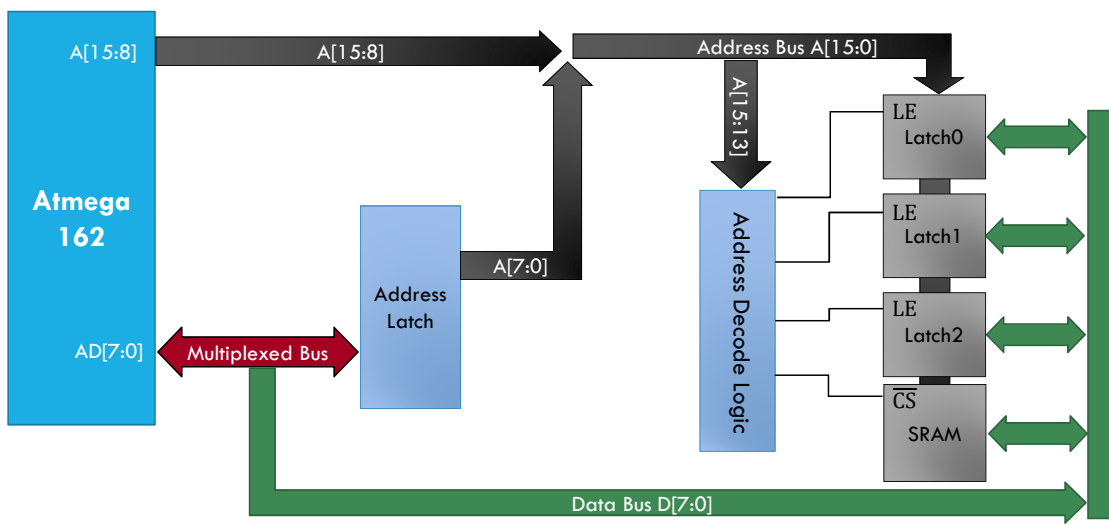 A[15:8]
A[15:8]
Address Bus A[15:0]
A[15:13]
LE
Latch0
Atmega
162
Address Decode Logic
LE
Latch1
A[7:0]
Address
Latch
LE
Latch2
AD[7:0]
Multiplexed Bus
C̅S̅
SRAM
Data Bus D[7:0]